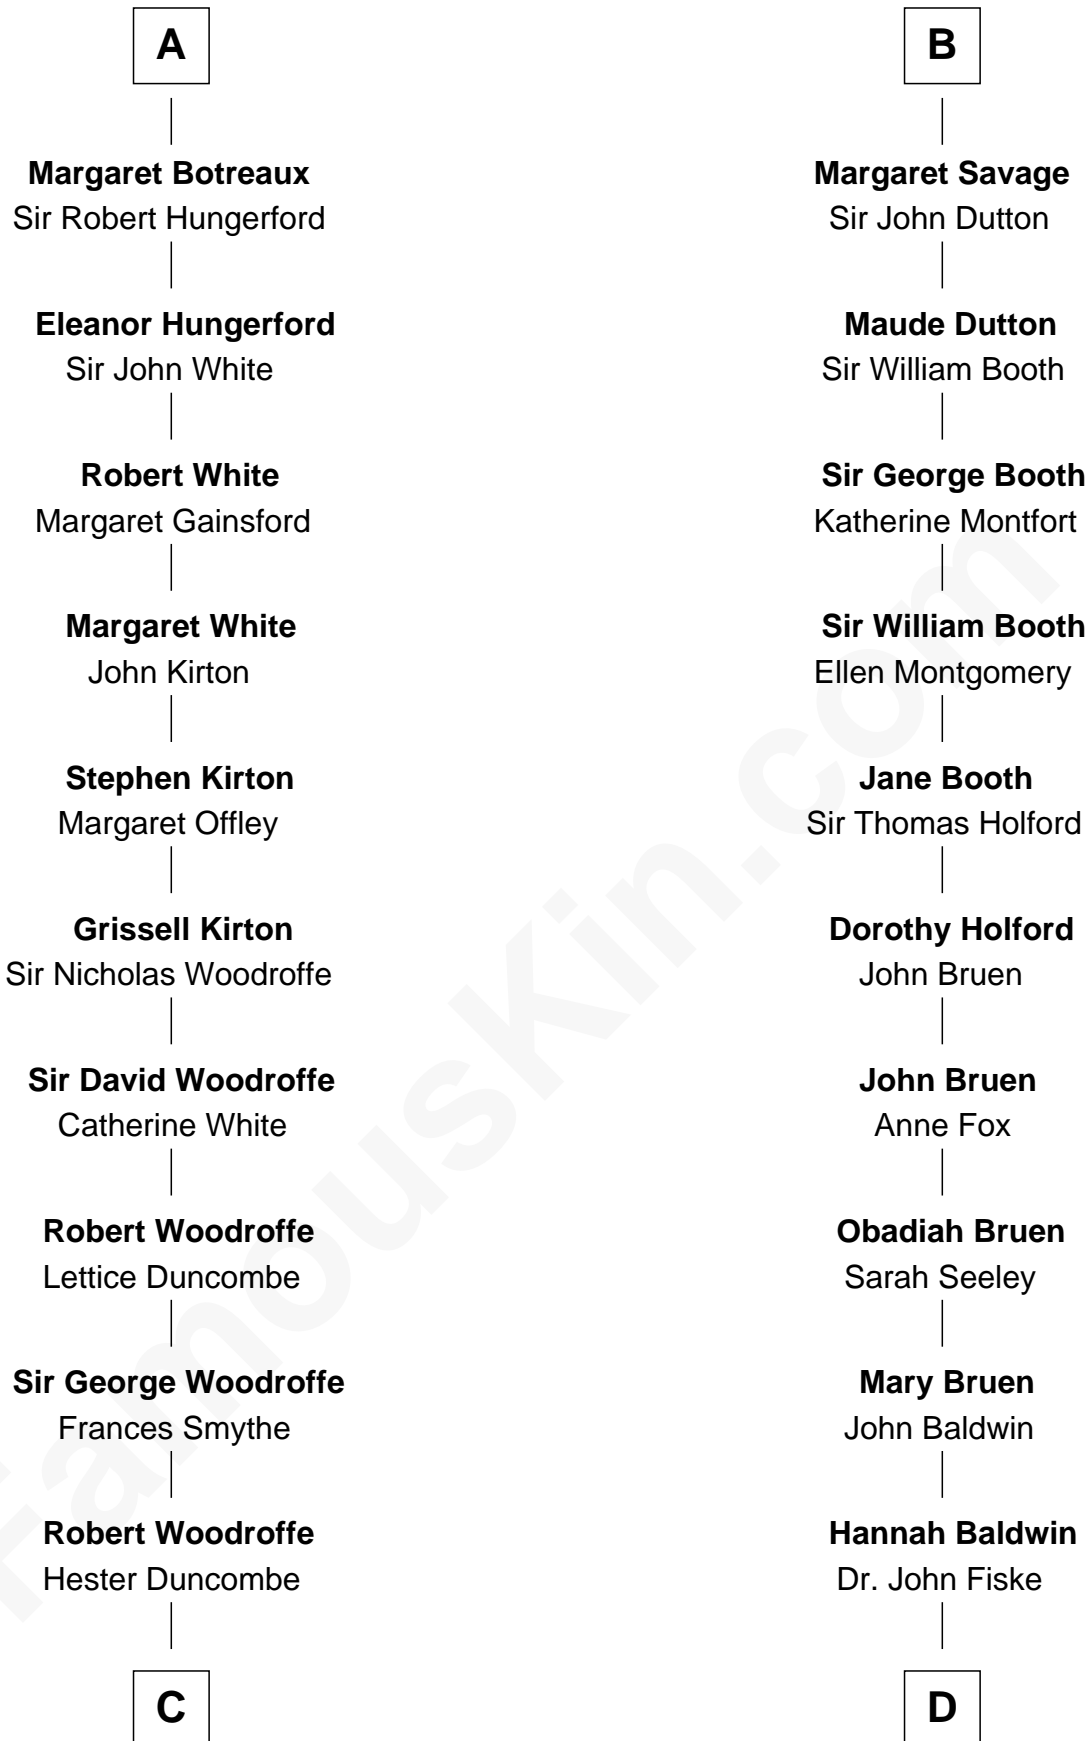 A
Margaret Botreaux
Sir Robert Hungerford
Eleanor Hungerford
Sir John White
Robert White
Margaret Gainsford
Margaret White
John Kirton
Stephen Kirton
Margaret Offley
Grissell Kirton
Sir Nicholas Woodroffe
Sir David Woodroffe
Catherine White
Robert Woodroffe
Lettice Duncombe
Sir George Woodroffe
Frances Smythe
Robert Woodroffe
Hester Duncombe
C
B
Margaret Savage
Sir John Dutton
Maude Dutton
Sir William Booth
Sir George Booth
Katherine Montfort
Sir William Booth
Ellen Montgomery
Jane Booth
Sir Thomas Holford
Dorothy Holford
John Bruen
John Bruen
Anne Fox
Obadiah Bruen
Sarah Seeley
Mary Bruen
John Baldwin
Hannah Baldwin
Dr. John Fiske
D
FamousKin.com